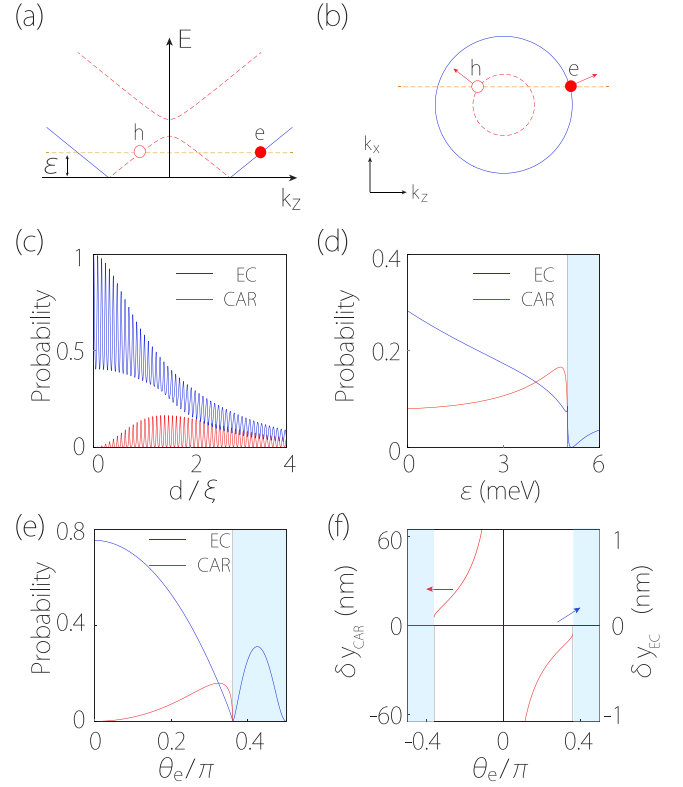 (a)
E
h
e
ε
k_z
(b)
h
e
k_x
k_z
(c)
1
EC
CAR
Probability
0.5
0
0
2
4
d / ξ
(d)
0.4
EC
CAR
Probability
0.2
0
0
3
6
ε (meV)
(e)
0.8
EC
CAR
Probability
0.4
0
0
0.2
0.4
θ_e/π
(f)
60
1
δ y_CAR (nm)
0
0
δ y_EC (nm)
-60
-1
-0.4
0
0.4
θ_e/π